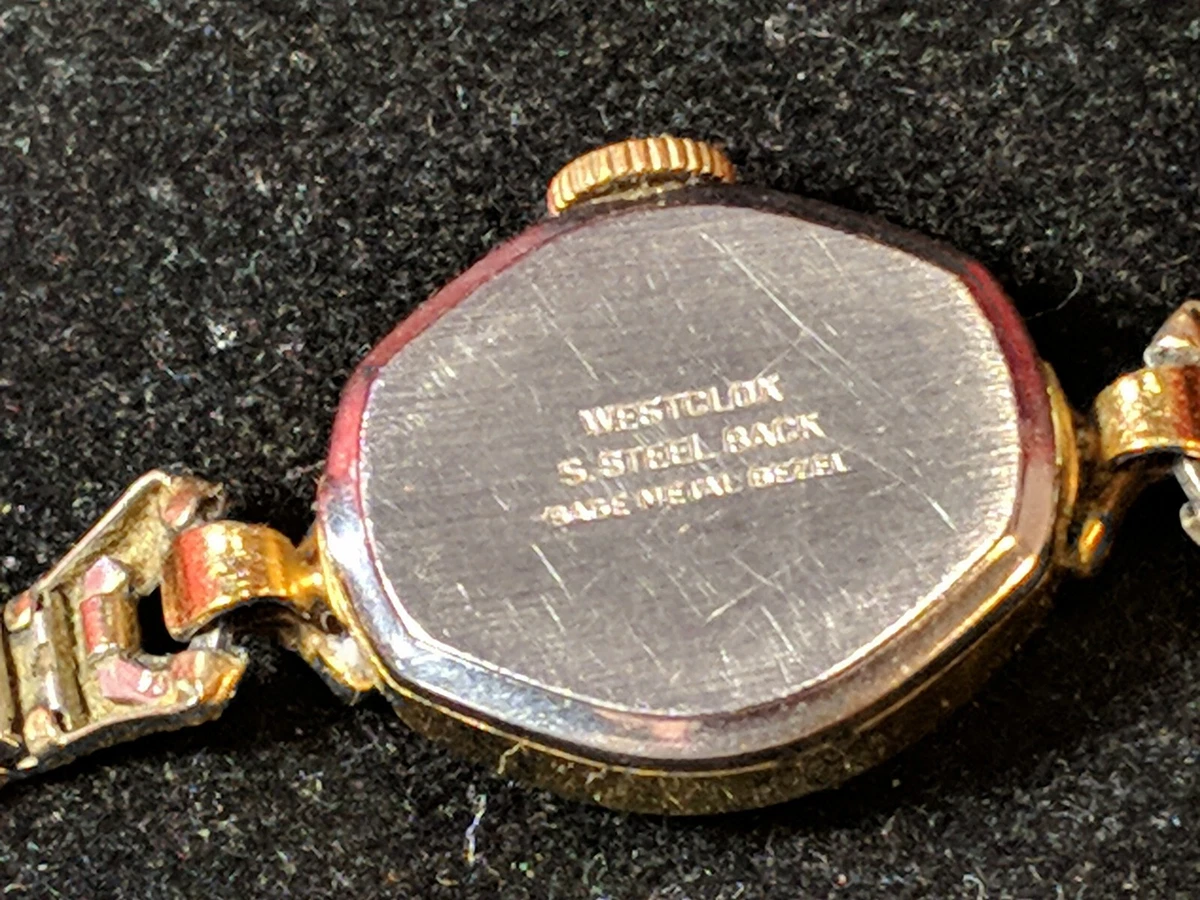 WESTCLOX
S. STEEL BACK
BASE METAL BEZEL